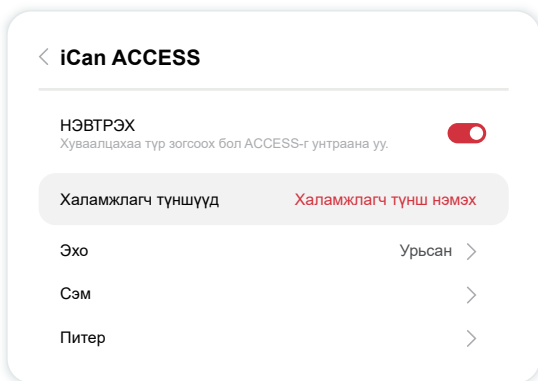 iCan ACCESS
НЭВТРЭХ
Хуваалцахаа түр зогсоох бол ACCESS-г унтраана уу.
Халамжлагч түншүүд Халамжлагч түнш нэмэх
Эхо Урьсан
Сэм
Питер